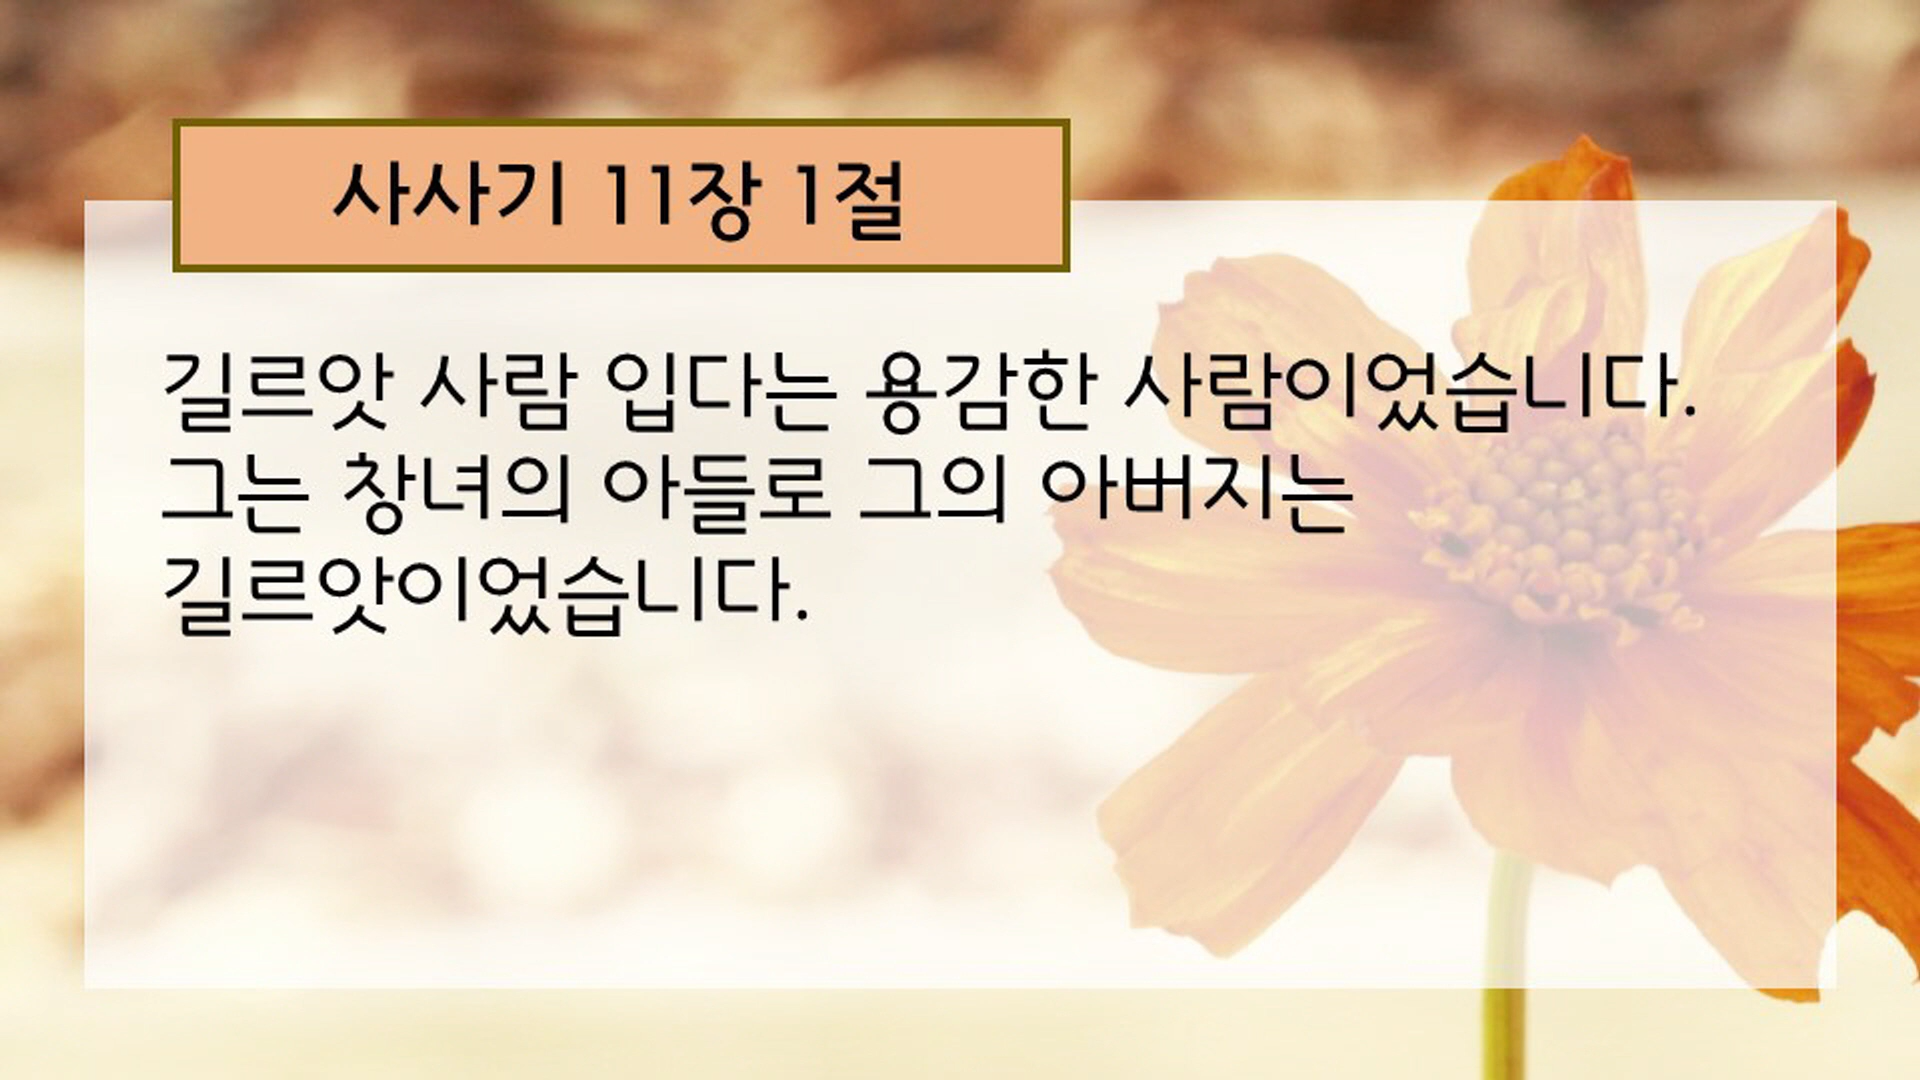 사사기 11장 1절
길르앗 사람 입다는 용감한 사람이었습니다.
그는 창녀의 아들로 그의 아버지는
길르앗이었습니다.